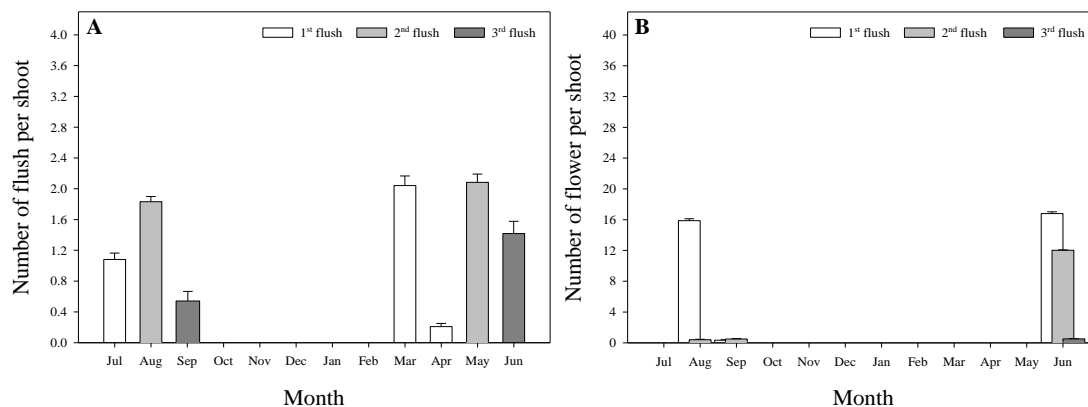 A
1st flush 2nd flush 3rd flush
Number of flush per shoot
4.0
3.6
3.2
2.8
2.4
2.0
1.6
1.2
0.8
0.4
0.0
Jul Aug Sep Oct Nov Dec Jan Feb Mar Apr May Jun
Month
B
1st flush 2nd flush 3rd flush
Number of flower per shoot
40
36
32
28
24
20
16
12
8
4
0
Jul Aug Sep Oct Nov Dec Jan Feb Mar Apr May Jun
Month